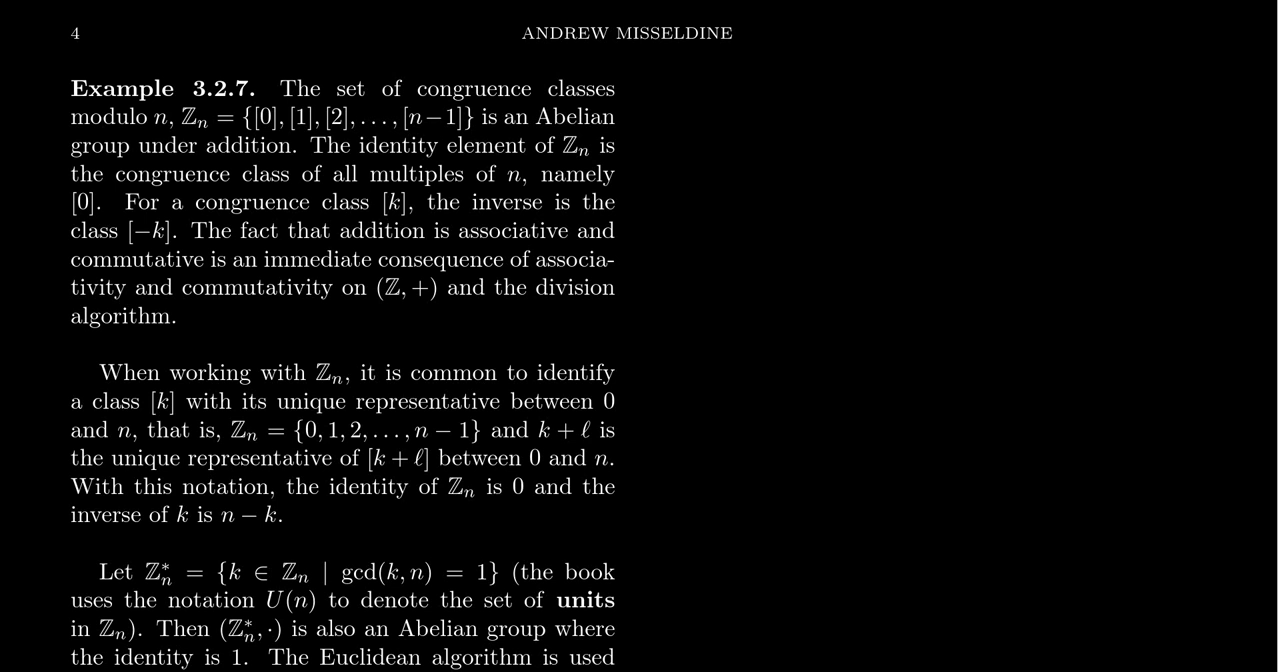 4
ANDREW MISSELDINE
Example 3.2.7. The set of congruence classes
modulo n, ℤₙ = {[0], [1], [2], . . . , [n−1]} is an Abelian
group under addition. The identity element of ℤₙ is
the congruence class of all multiples of n, namely
[0]. For a congruence class [k], the inverse is the
class [−k]. The fact that addition is associative and
commutative is an immediate consequence of associa-
tivity and commutativity on (ℤ, +) and the division
algorithm.
When working with ℤₙ, it is common to identify
a class [k] with its unique representative between 0
and n, that is, ℤₙ = {0, 1, 2, . . . , n − 1} and k + ℓ is
the unique representative of [k + ℓ] between 0 and n.
With this notation, the identity of ℤₙ is 0 and the
inverse of k is n − k.
Let ℤₙ* = {k ∈ ℤₙ | gcd(k, n) = 1} (the book
uses the notation U(n) to denote the set of units
in ℤₙ). Then (ℤₙ*, ·) is also an Abelian group where
the identity is 1. The Euclidean algorithm is used